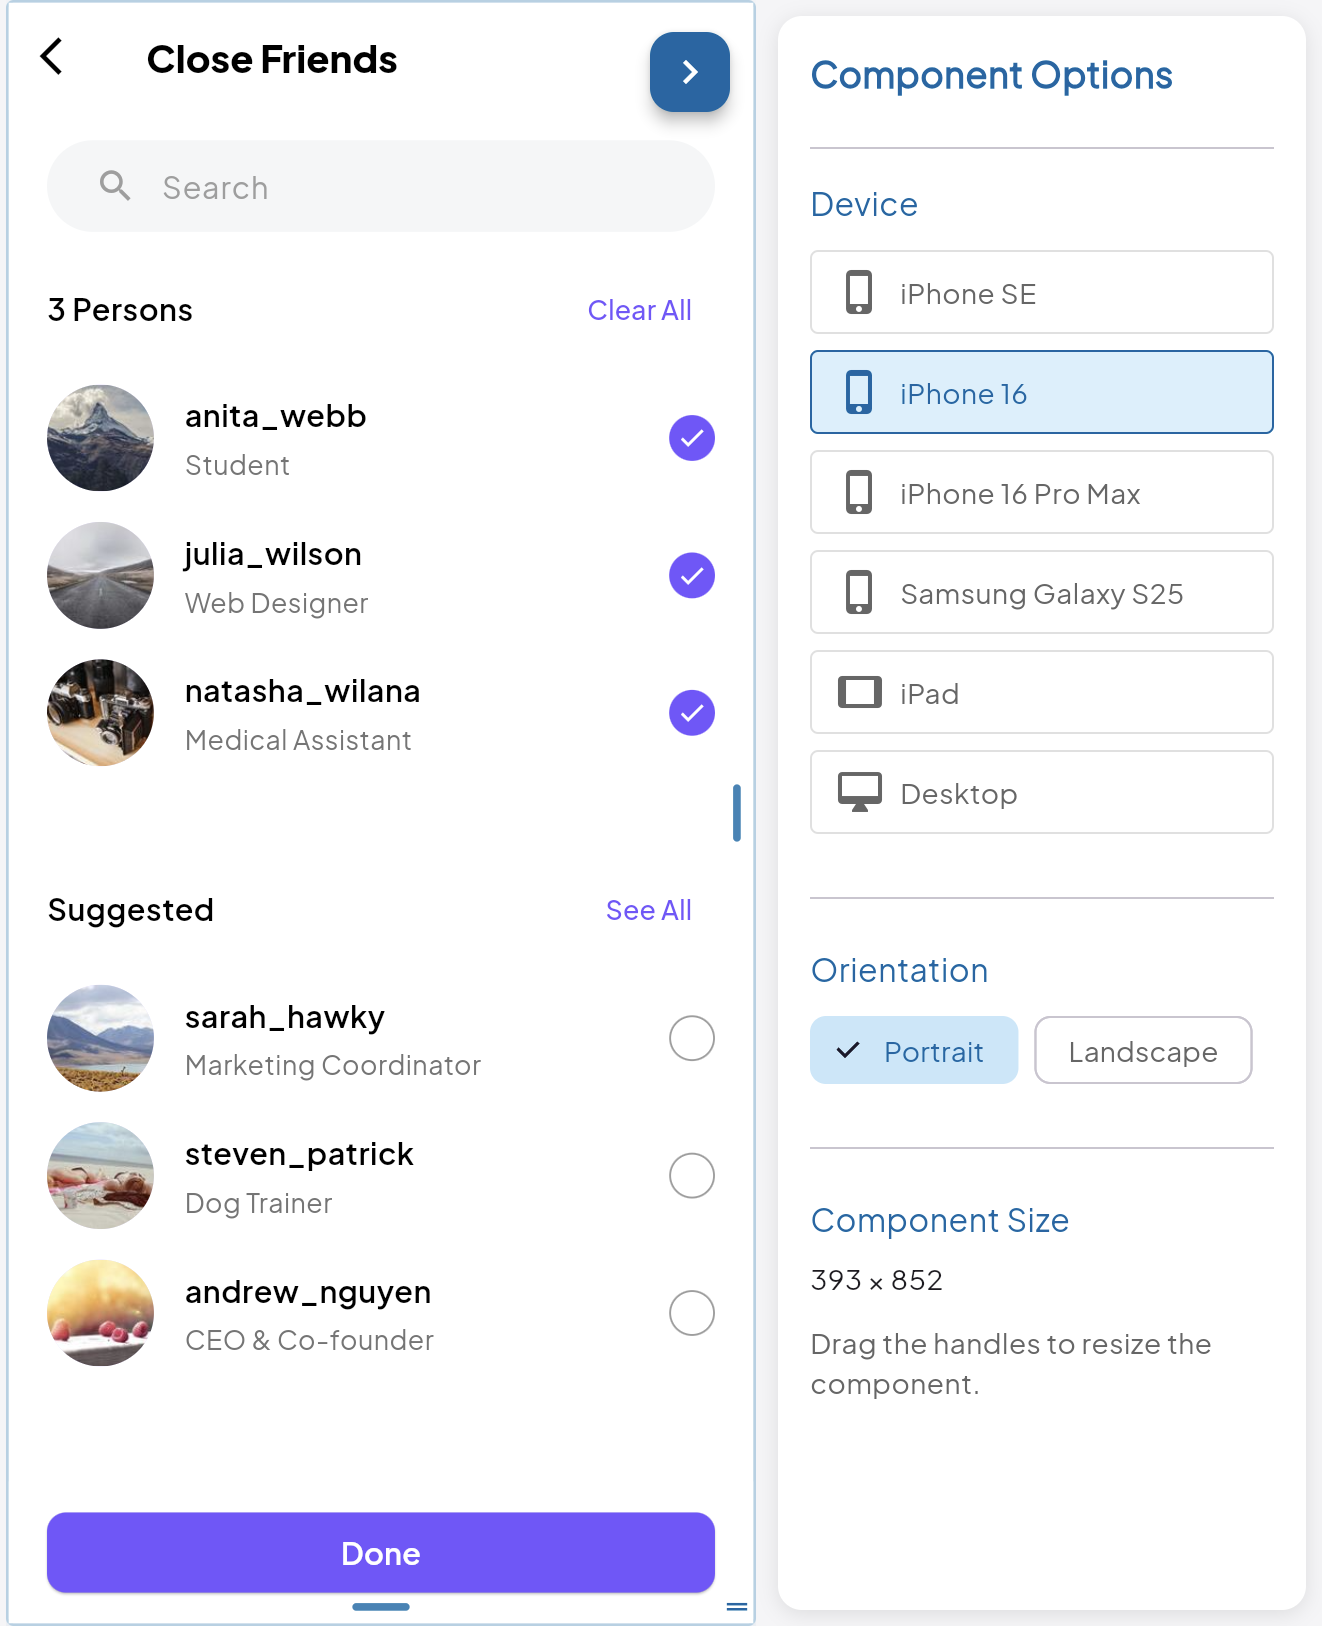 Close Friends
Search
3 Persons
Clear All
anita_webb
Student
julia_wilson
Web Designer
natasha_wilana
Medical Assistant
Suggested
See All
sarah_hawky
Marketing Coordinator
steven_patrick
Dog Trainer
andrew_nguyen
CEO & Co-founder
Done
Component Options
Device
iPhone SE
iPhone 16
iPhone 16 Pro Max
Samsung Galaxy S25
iPad
Desktop
Orientation
Portrait
Landscape
Component Size
393 × 852
Drag the handles to resize the
component.